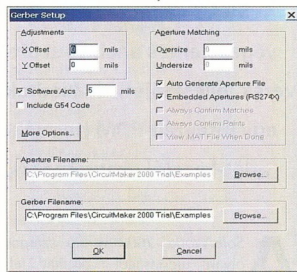 Gerber Setup
Adjustments
X Offset 0 mils
Y Offset 0 mils
Software Arcs 5 mils
Include G54 Code
More Options...
Aperture Matching
Oversize 0 mils
Undersize 0 mils
Auto Generate Aperture File
Embedded Apertures (RS274X)
Always Confirm Matches
Always Confirm Paints
View .MAT File When Done
Aperture Filename:
C:\Program Files\CircuitMaker 2000 Trial\Examples
Browse...
Gerber Filename:
C:\Program Files\CircuitMaker 2000 Trial\Examples
Browse...
OK
Cancel